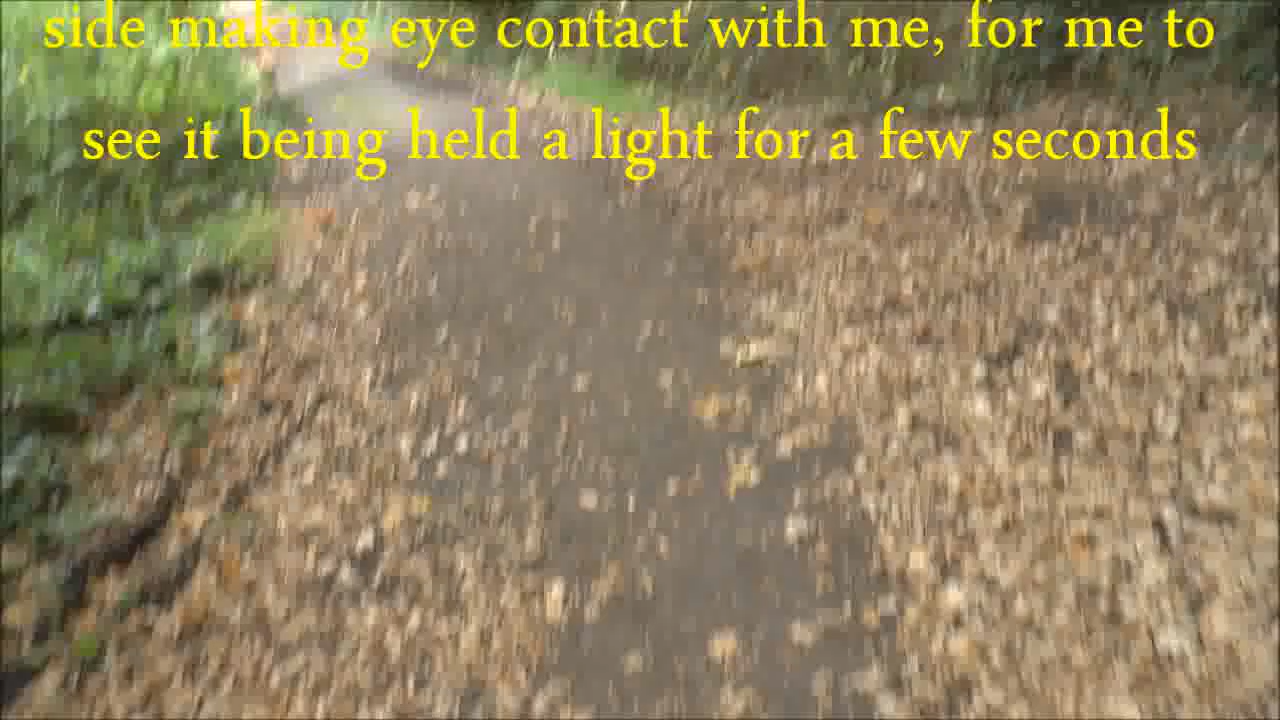 side making eye contact with me, for me to
see it being held a light for a few seconds